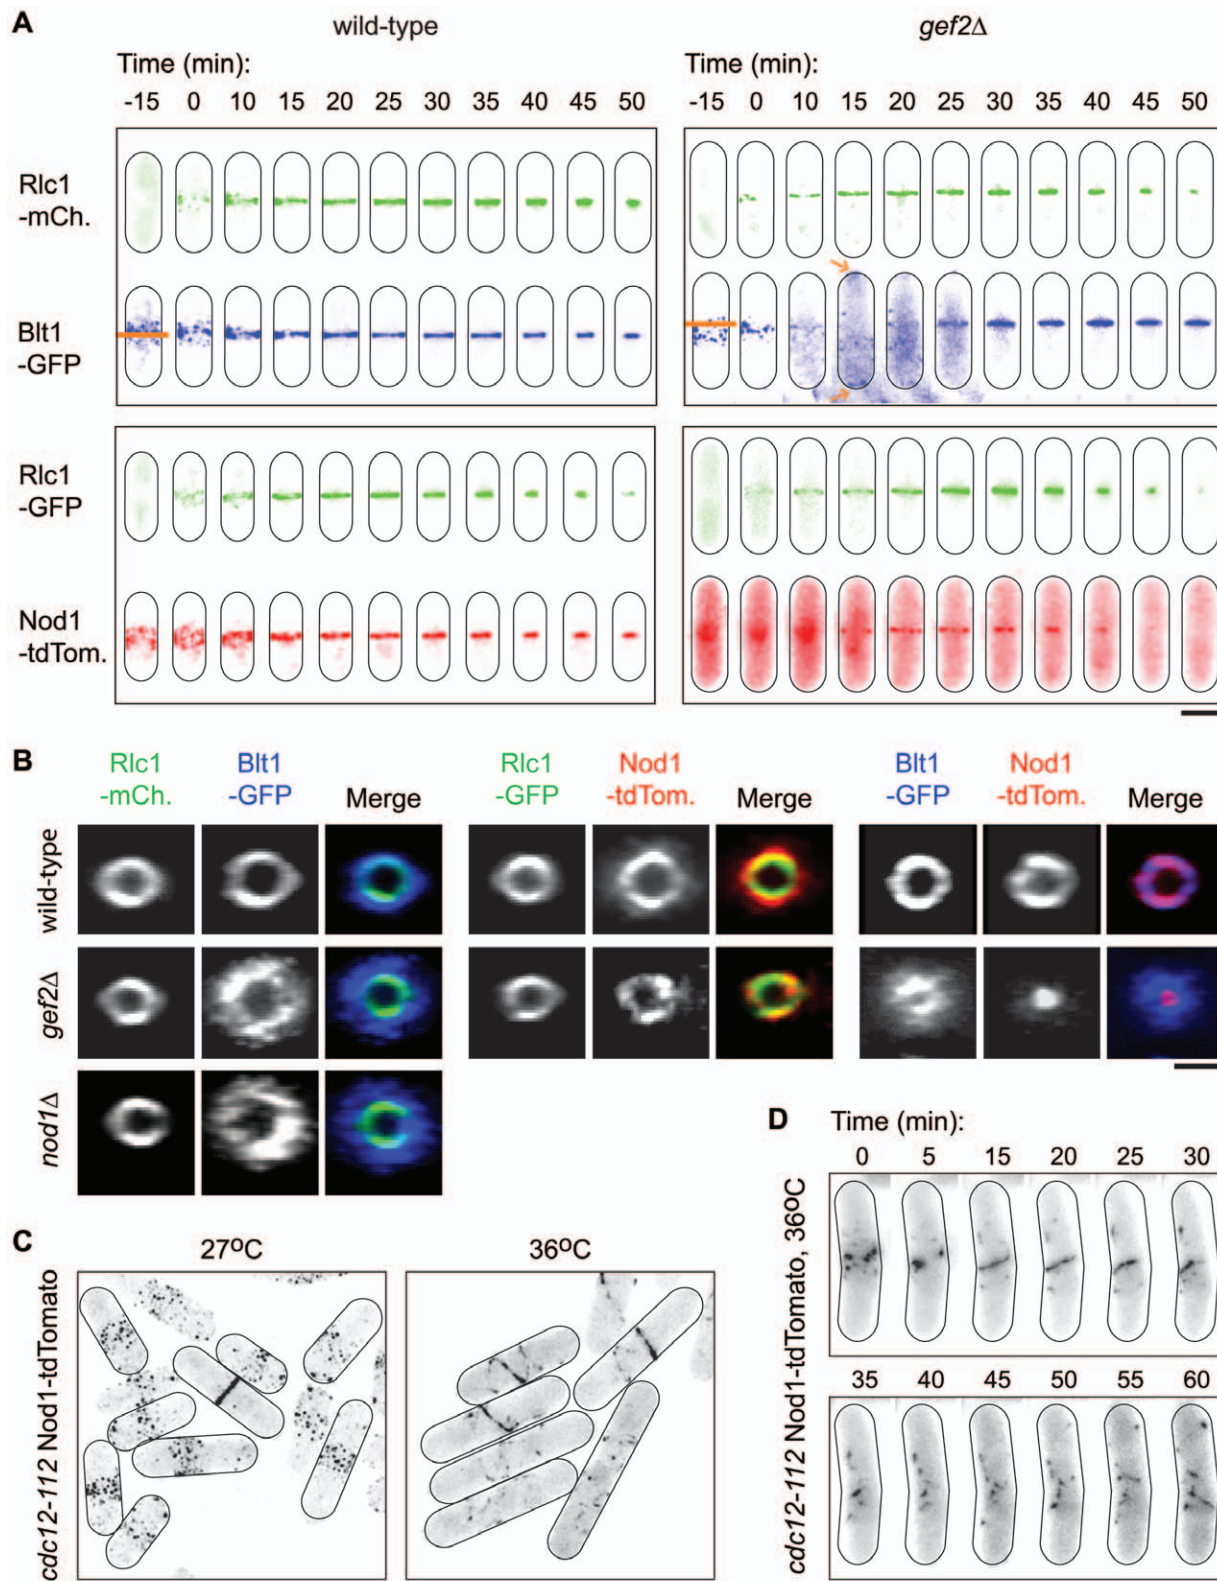 A
wild-type
gef2Δ
Time (min):
Time (min):
-15 0 10 15 20 25 30 35 40 45 50
-15 0 10 15 20 25 30 35 40 45 50
Rlc1
-mCh.
Blt1
-GFP
Rlc1
-GFP
Nod1
-tdTom.
B
Rlc1
-mCh.
Blt1
-GFP
Merge
Rlc1
-GFP
Nod1
-tdTom.
Merge
Blt1
-GFP
Nod1
-tdTom.
Merge
wild-type
gef2Δ
nod1Δ
C
27ºC
36ºC
cdc12-112 Nod1-tdTomato
D
Time (min):
0 5 15 20 25 30
35 40 45 50 55 60
cdc12-112 Nod1-tdTomato, 36ºC